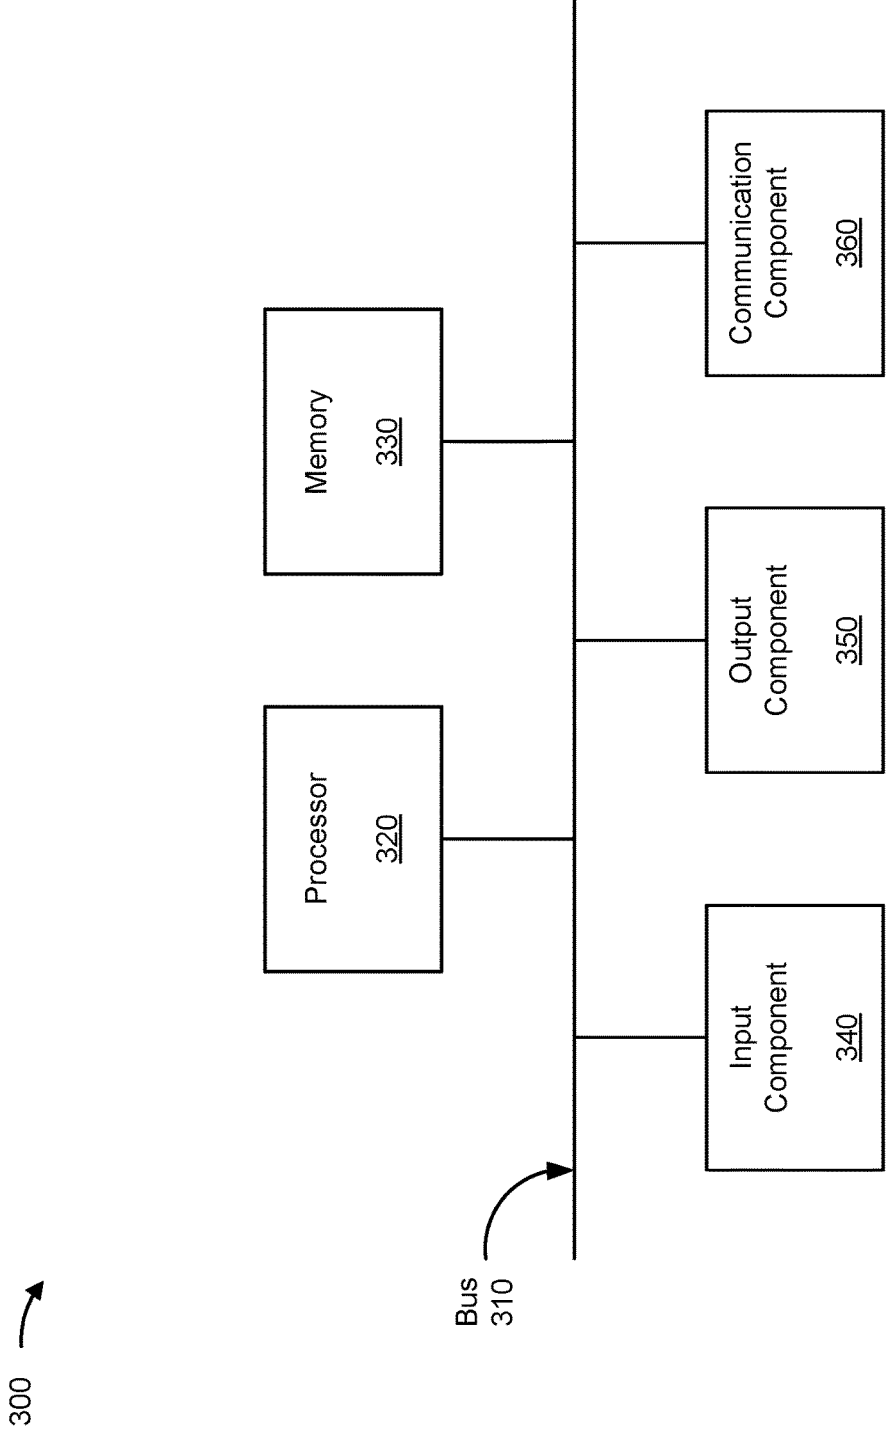 300
Processor
320
Memory
330
Bus
310
Input
Component
340
Output
Component
350
Communication
Component
360